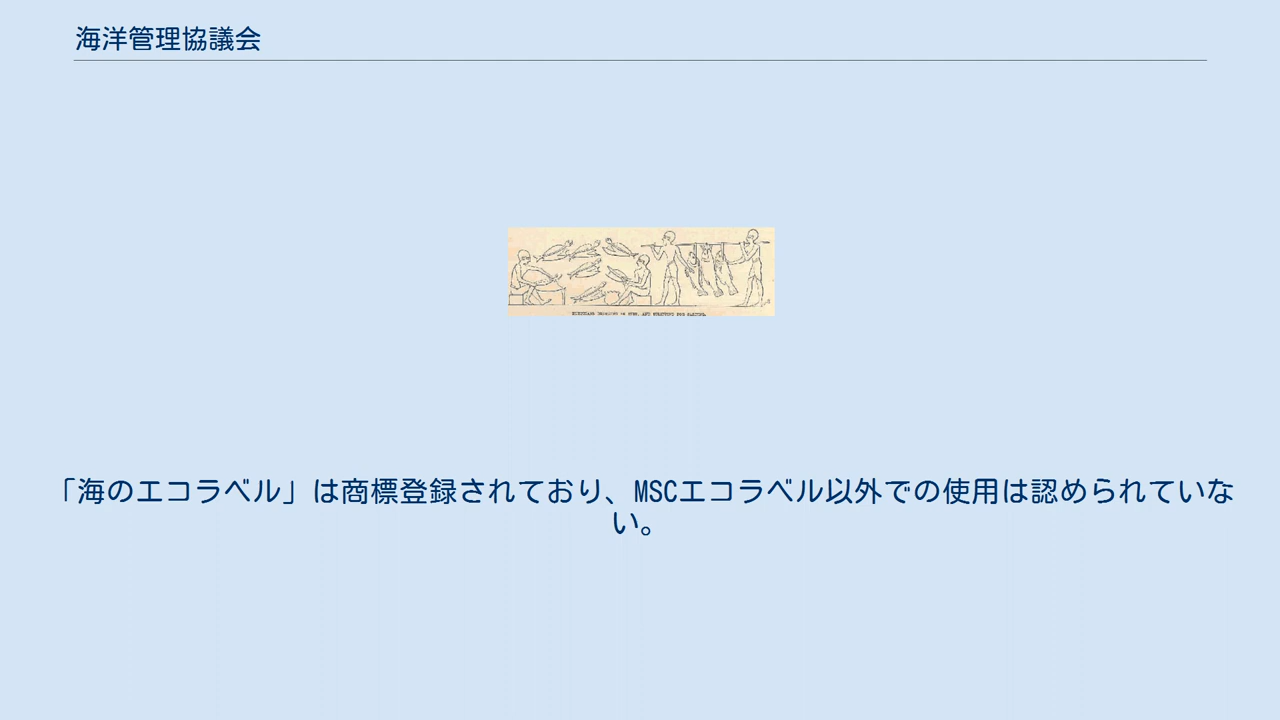 海洋管理協議会
「海のエコラベル」は商標登録されており、MSCエコラベル以外での使用は認められていな
い。